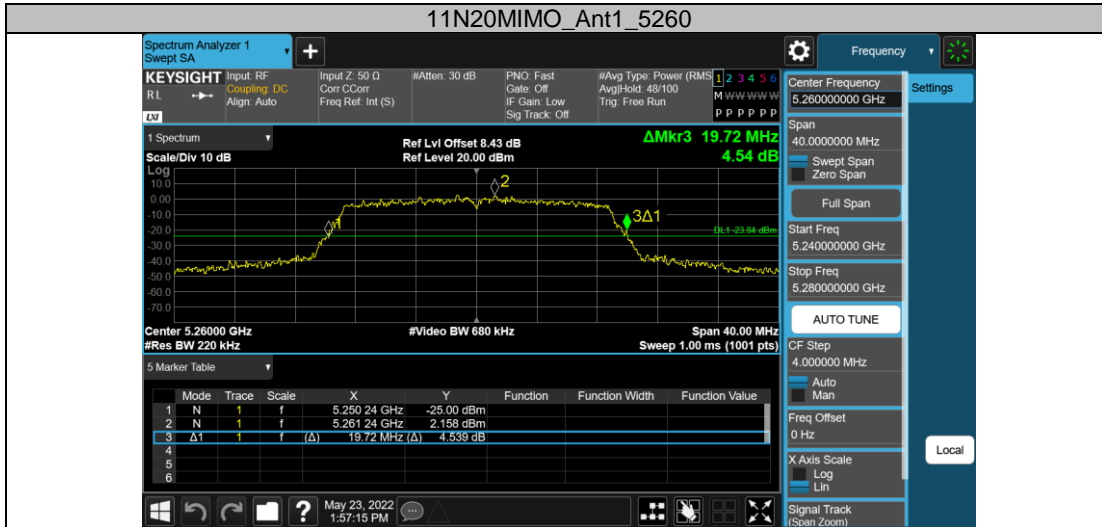 11N20MIMO_Ant1_5260
Spectrum Analyzer 1
Swept SA
+
Frequency
KEYSIGHT
RL
LXI
Input: RF
Coupling: DC
Align: Auto
Input Z: 50 Ω
Corr CCorr
Freq Ref: Int (S)
#Atten: 30 dB
PNO: Fast
Gate: Off
IF Gain: Low
Sig Track: Off
#Avg Type: Power (RMS
Avg|Hold: 48/100
Trig: Free Run
1 2 3 4 5 6
M W W W W W
P P P P P P
1 Spectrum
Scale/Div 10 dB
Ref Lvl Offset 8.43 dB
Ref Level 20.00 dBm
ΔMkr3 19.72 MHz
4.54 dB
Log
10.0
0.00
-10.0
-20.0
-30.0
-40.0
-50.0
-60.0
-70.0
2
3Δ1
DL1 -23.84 dBm
Center 5.26000 GHz
#Res BW 220 kHz
#Video BW 680 kHz
Span 40.00 MHz
Sweep 1.00 ms (1001 pts)
5 Marker Table
Mode Trace Scale X Y Function Function Width Function Value
1 N 1 f 5.250 24 GHz -25.00 dBm
2 N 1 f 5.261 24 GHz 2.158 dBm
3 Δ1 1 f (Δ) 19.72 MHz (Δ) 4.539 dB
4
5
6
Center Frequency
5.260000000 GHz
Settings
Span
40.0000000 MHz
Swept Span
Zero Span
Full Span
Start Freq
5.240000000 GHz
Stop Freq
5.280000000 GHz
AUTO TUNE
CF Step
4.000000 MHz
Auto
Man
Freq Offset
0 Hz
X Axis Scale
Log
Lin
Local
Signal Track
(Span Zoom)
?
May 23, 2022
1:57:15 PM